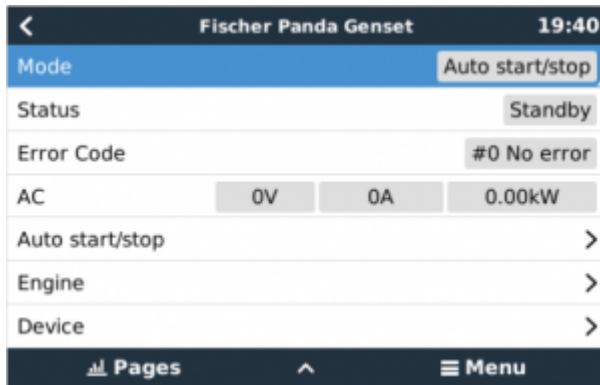 Fischer Panda Genset 19:40
Mode Auto start/stop
Status Standby
Error Code #0 No error
AC 0V 0A 0.00kW
Auto start/stop
Engine
Device
Pages Menu